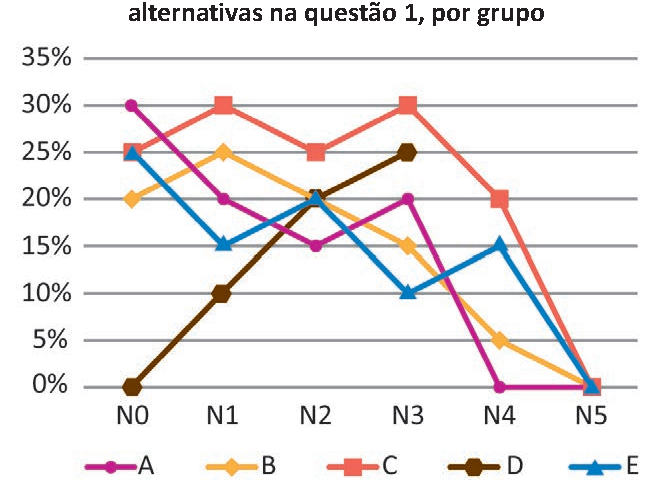 alternativas na questão 1, por grupo
35%
30%
25%
20%
15%
10%
5%
0%
N0 N1 N2 N3 N4 N5
A B C D E